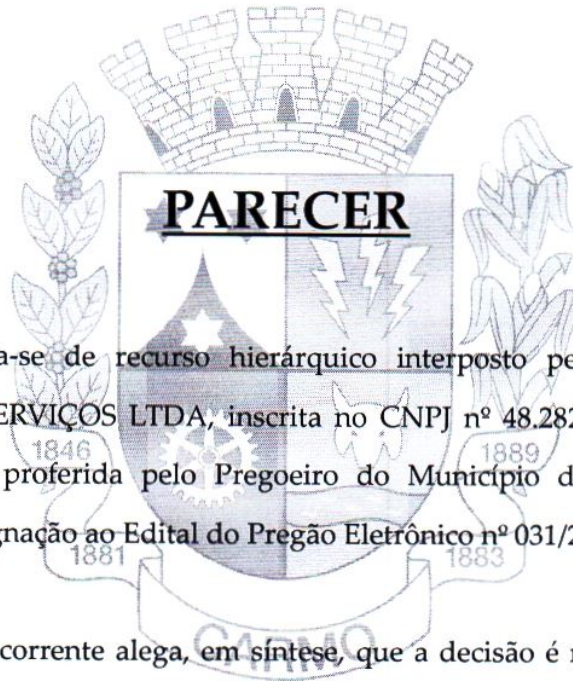 PARECER
a-se de recurso hierárquico interposto pe
ERVIÇOS LTDA, inscrita no CNPJ nº 48.282
1846 1889
proferida pelo Pregoeiro do Município d
gnação ao Edital do Pregão Eletrônico nº 031/2
1881 1883
corrente alega, em síntese, que a decisão é
CARMO